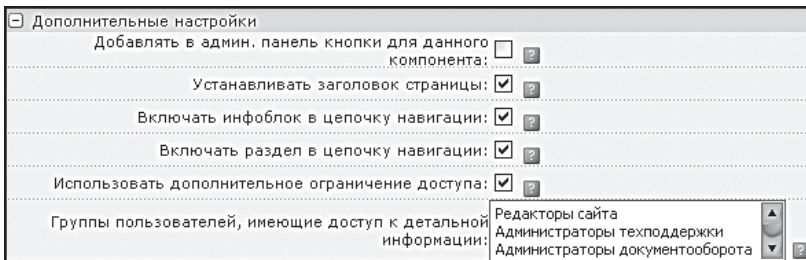 Дополнительные настройки
Добавлять в админ. панель кнопки для данного
компонента:
Устанавливать заголовок страницы:
Включать инфоблок в цепочку навигации:
Включать раздел в цепочку навигации:
Использовать дополнительное ограничение доступа:
Группы пользователей, имеющие доступ к детальной
информации:
Редакторы сайта
Администраторы техподдержки
Администраторы документооборота